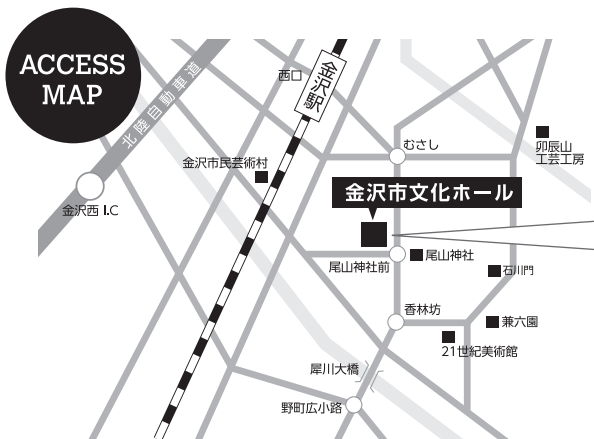 ACCESS
MAP
北陸自動車道
西口
金沢駅
むさし
卯辰山
工芸工房
金沢市民芸術村
金沢市文化ホール
金沢西 I.C
尾山神社
尾山神社前
石川門
香林坊
兼六園
21世紀美術館
犀川大橋
野町広小路